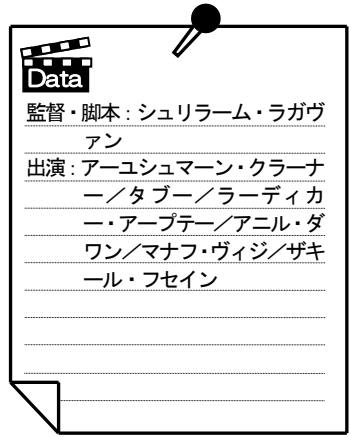 Data
監督・脚本：シュリラーム・ラガヴ
ァン
出演：アーユシュマーン・クラーナ
ー／タブー／ラーディカ
ー・アープテー／アニル・ダ
ワン／マナフ・ヴィジ／ザキ
ール・フセイン